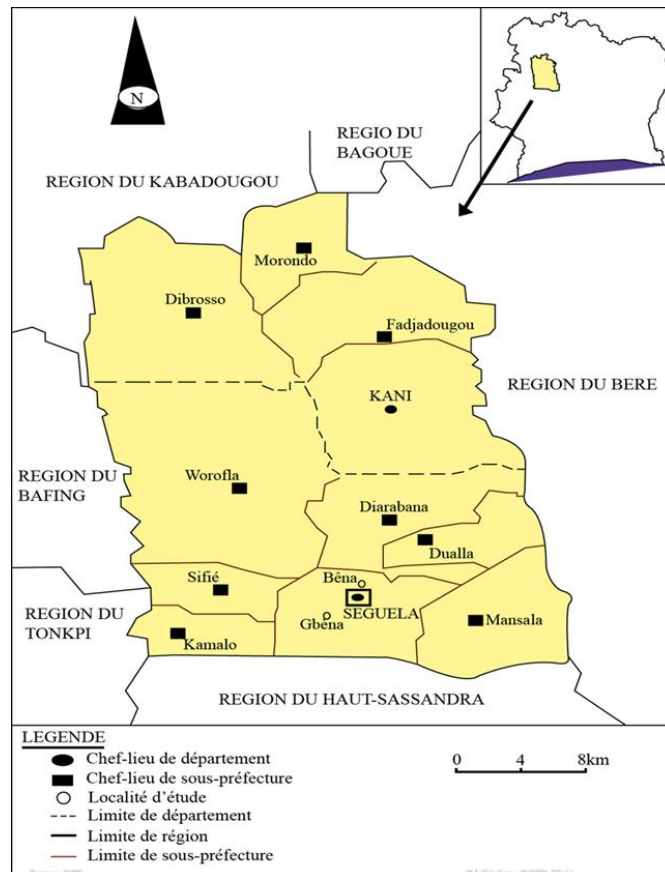 N
REGIO DU
BAGOUE
REGION DU KABADOUGOU
Morondo
Dibrosso
Fadjadougou
REGION DU BERE
KANI
REGION DU
BAFING
Worofla
Diarabana
Dualla
Sifié
Bêna
SEGUELA
Gbêna
Mansala
REGION DU
TONKPI
Kamalo
REGION DU HAUT-SASSANDRA
LEGENDE
Chef-lieu de département
Chef-lieu de sous-préfecture
Localité d'étude
Limite de département
Limite de région
Limite de sous-préfecture
0 4 8km